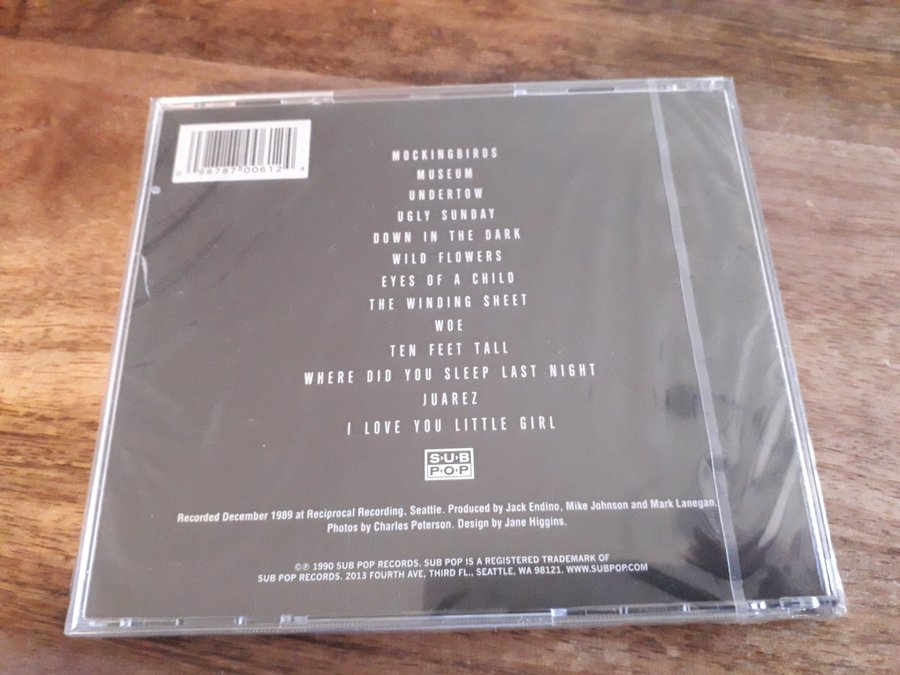 0 98787 00612 4
MOCKINGBIRDS
MUSEUM
UNDERTOW
UGLY SUNDAY
DOWN IN THE DARK
WILD FLOWERS
EYES OF A CHILD
THE WINDING SHEET
WOE
TEN FEET TALL
WHERE DID YOU SLEEP LAST NIGHT
JUAREZ
I LOVE YOU LITTLE GIRL
SUB
POP
Recorded December 1989 at Reciprocal Recording, Seattle. Produced by Jack Endino, Mike Johnson and Mark Lanegan.
Photos by Charles Peterson. Design by Jane Higgins.
©℗ 1990 SUB POP RECORDS. SUB POP IS A REGISTERED TRADEMARK OF
SUB POP RECORDS. 2013 FOURTH AVE, THIRD FL., SEATTLE, WA 98121. WWW.SUBPOP.COM